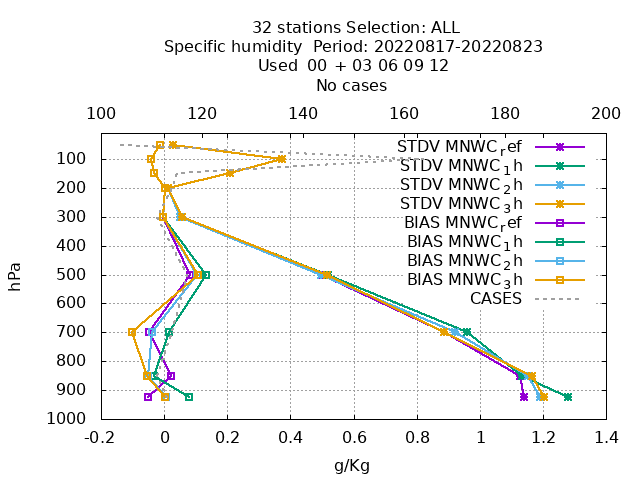 32 stations Selection: ALL
Specific humidity  Period: 20220817-20220823
Used  00 + 03 06 09 12
No cases
100 120 140 160 180 200
STDV MNWC_ref
STDV MNWC_1h
STDV MNWC_2h
STDV MNWC_3h
BIAS MNWC_ref
BIAS MNWC_1h
BIAS MNWC_2h
BIAS MNWC_3h
CASES
100
200
300
400
500
600
700
800
900
1000
hPa
-0.2 0 0.2 0.4 0.6 0.8 1 1.2 1.4
g/Kg